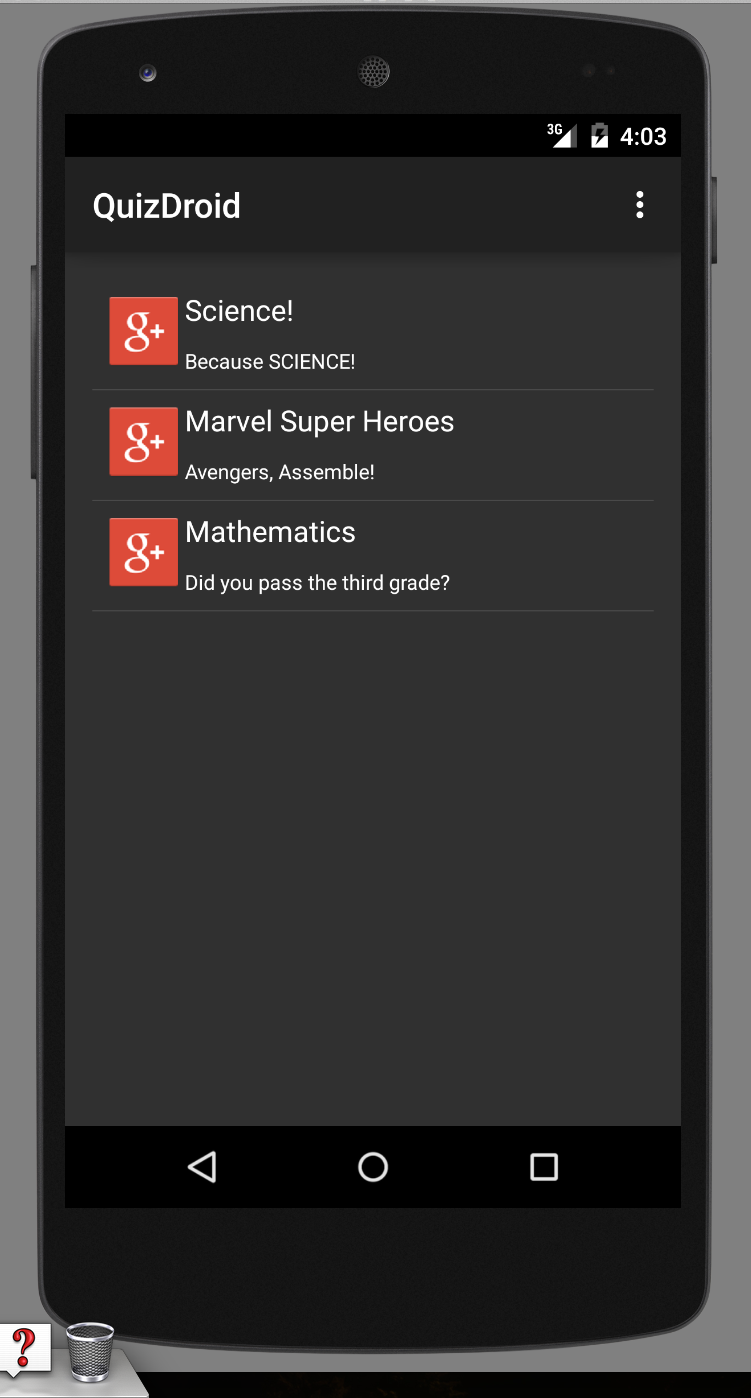 3G 4:03
QuizDroid
g+
Science!
Because SCIENCE!
g+
Marvel Super Heroes
Avengers, Assemble!
g+
Mathematics
Did you pass the third grade?
?